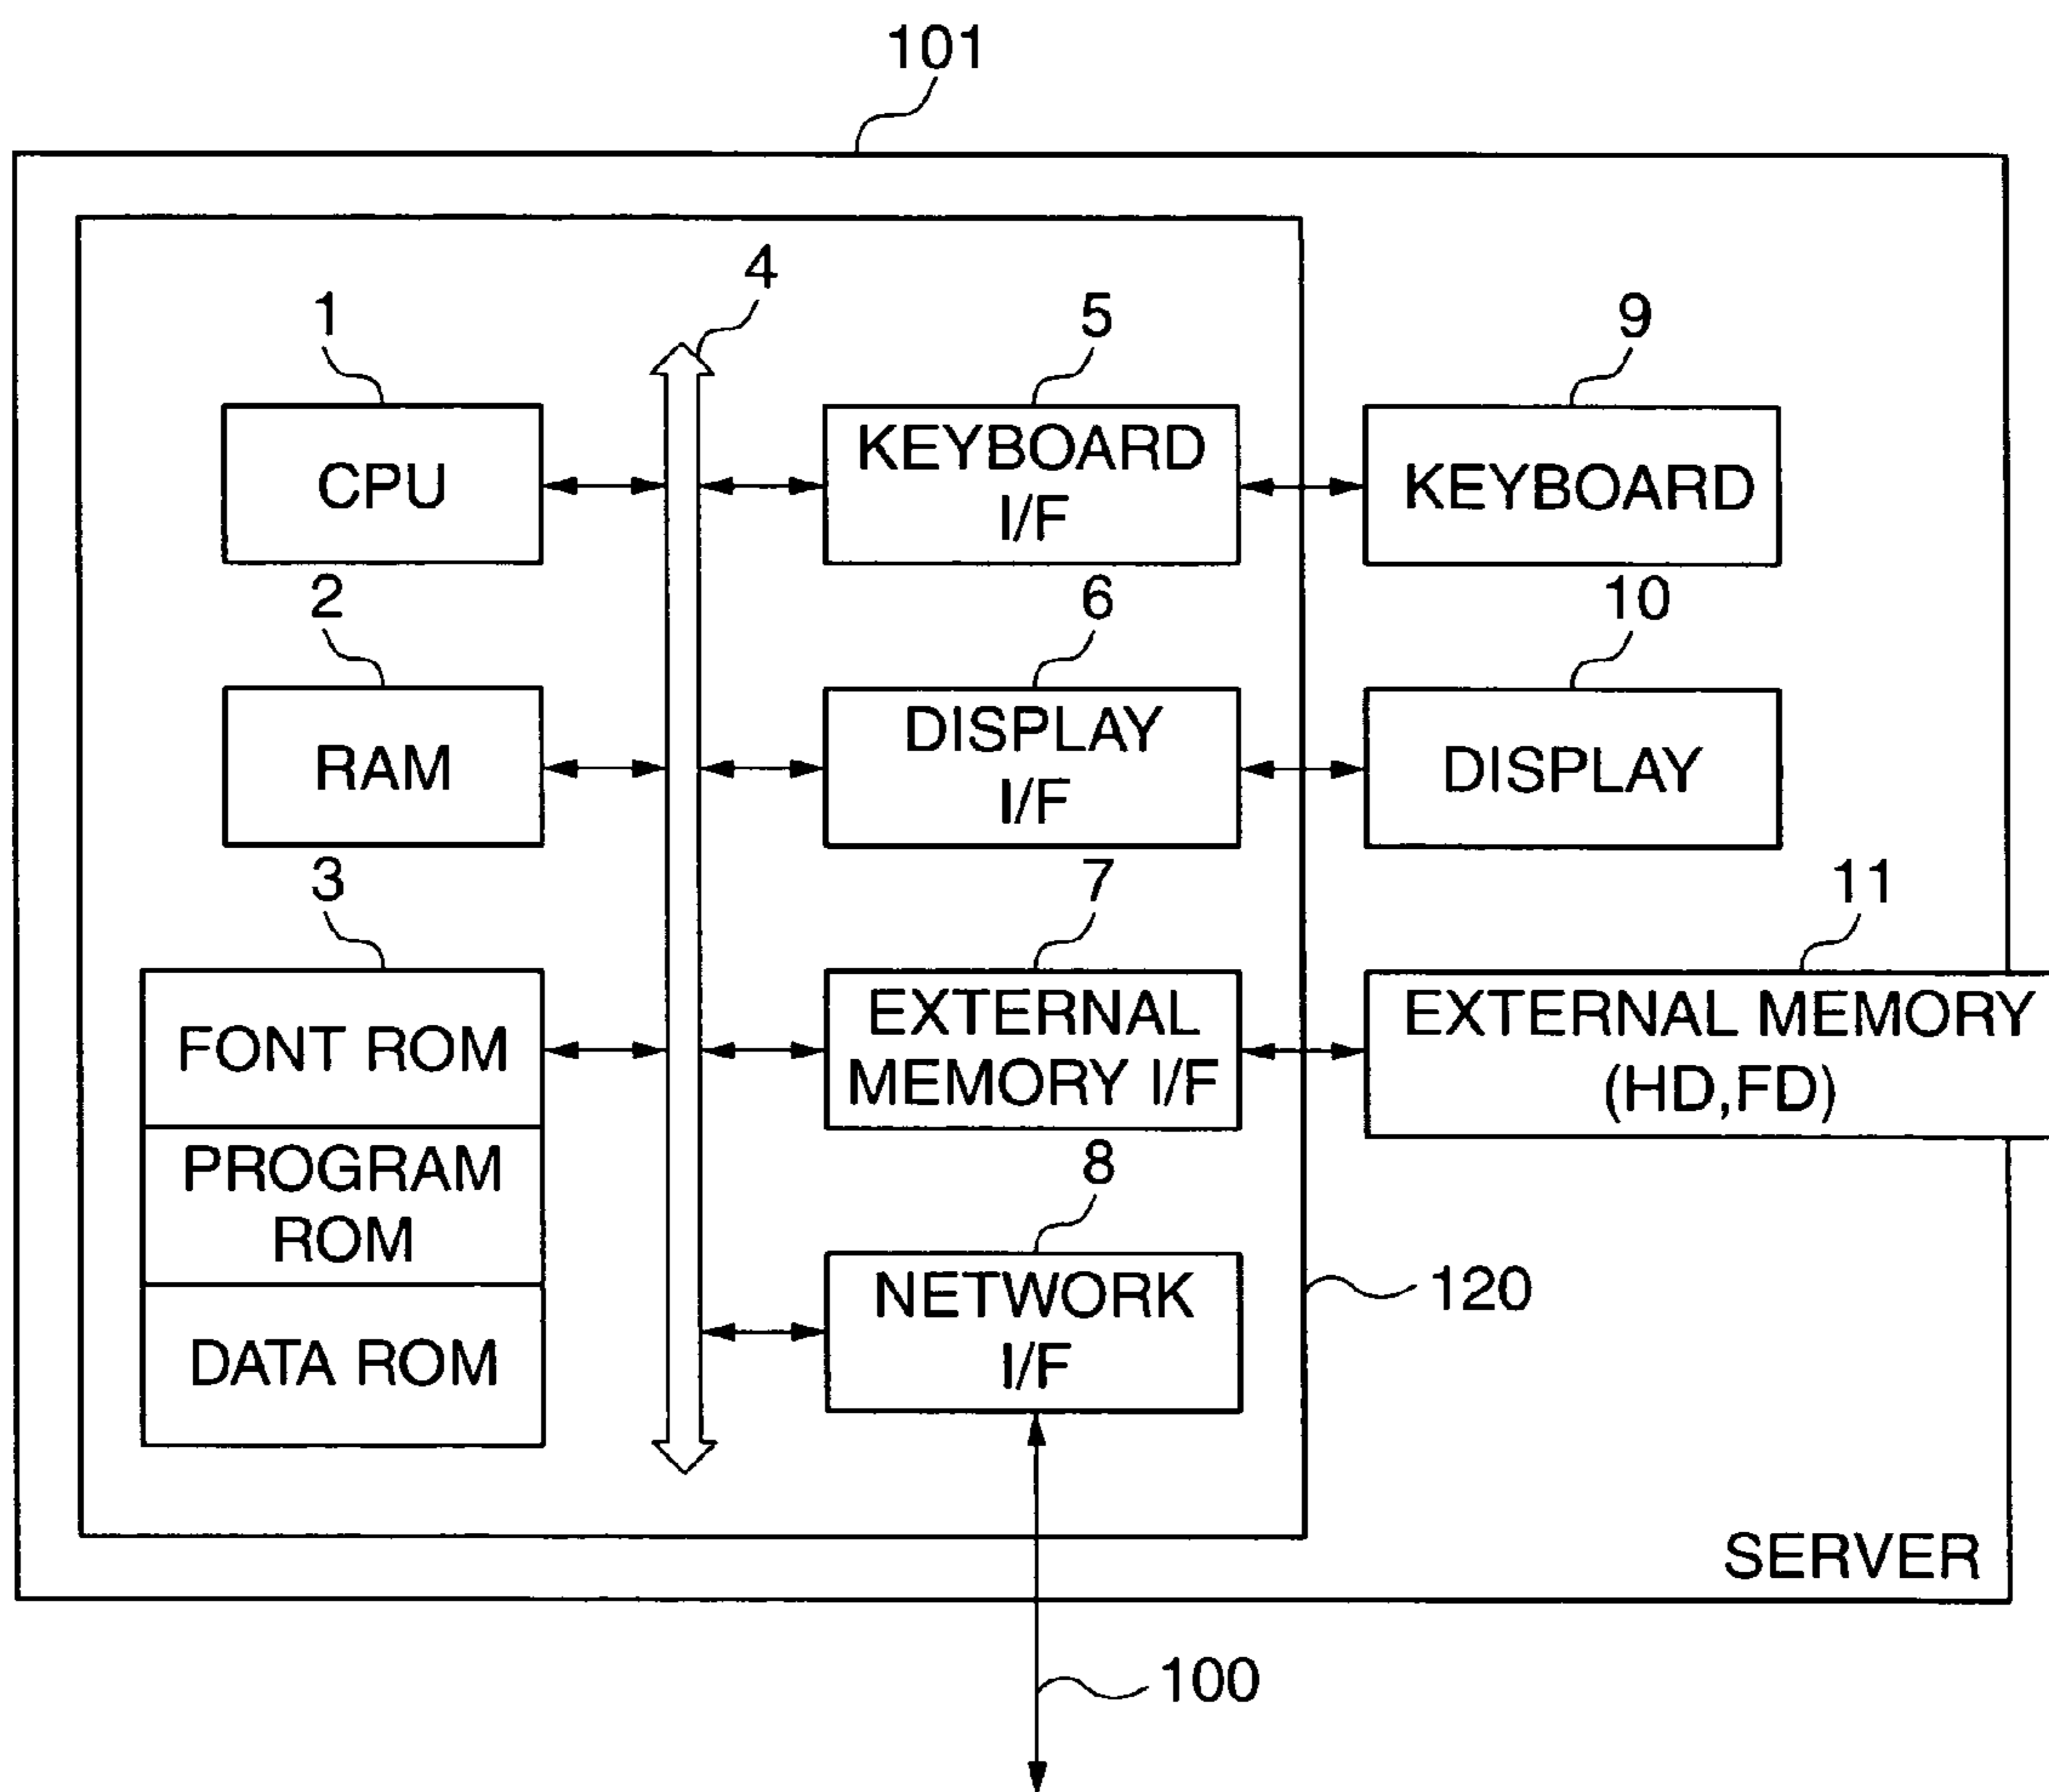 101
4
1
5
9
CPU
KEYBOARD
I/F
KEYBOARD
2
6
10
RAM
DISPLAY
I/F
DISPLAY
3
7
11
FONT ROM
EXTERNAL
MEMORY I/F
EXTERNAL MEMORY
(HD,FD)
PROGRAM
ROM
8
DATA ROM
NETWORK
I/F
120
SERVER
100